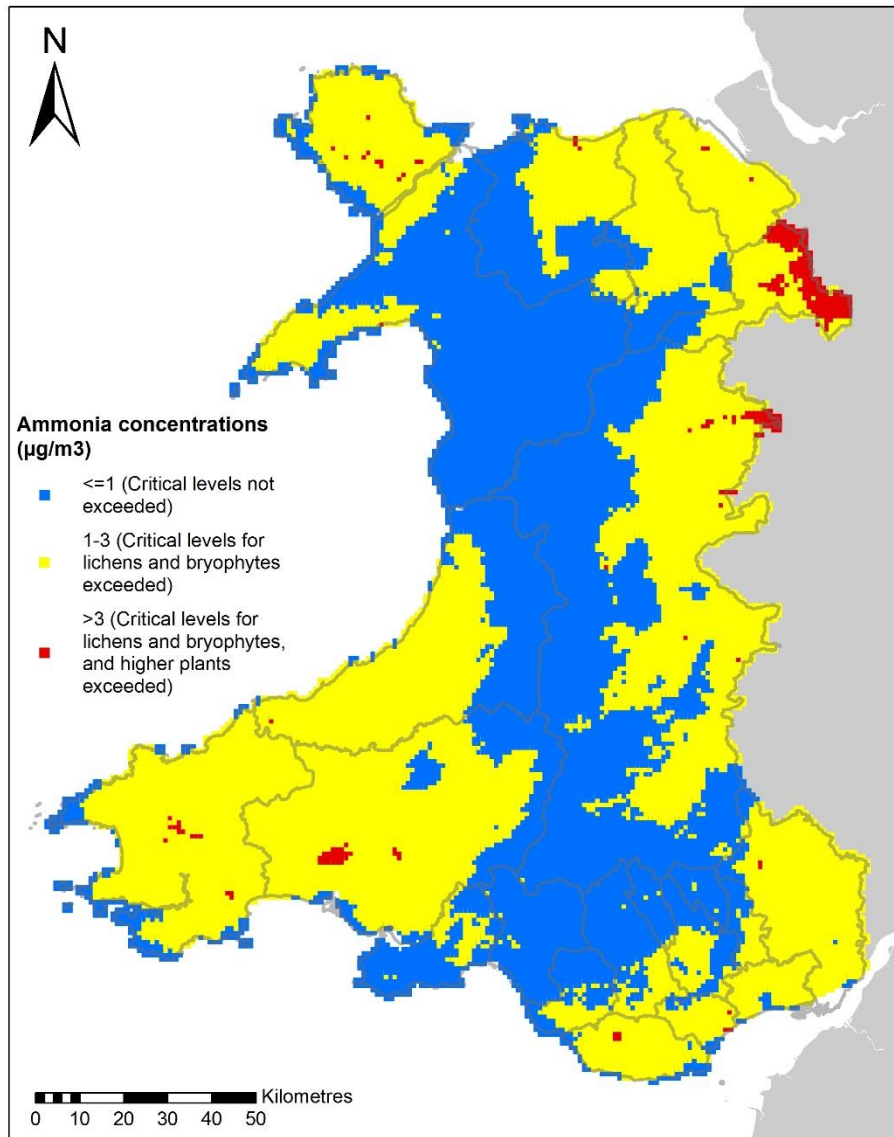 N
Ammonia concentrations
(µg/m3)
<=1 (Critical levels not
exceeded)
1-3 (Critical levels for
lichens and bryophytes
exceeded)
>3 (Critical levels for
lichens and bryophytes,
and higher plants
exceeded)
Kilometres
0 10 20 30 40 50